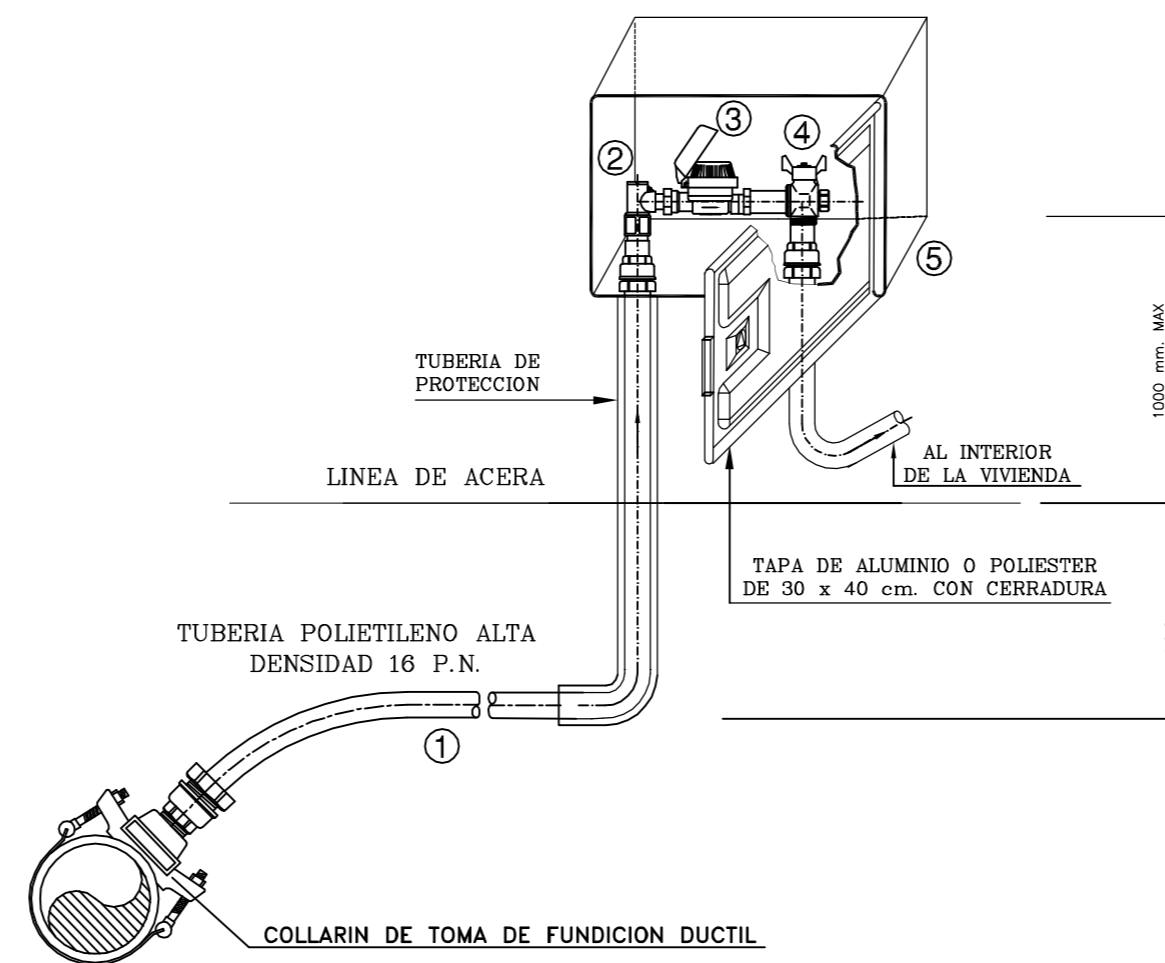 ③
④
②
⑤
1000 mm. MAX
TUBERIA DE
PROTECCION
AL INTERIOR
DE LA VIVIENDA
LINEA DE ACERA
TAPA DE ALUMINIO O POLIESTER
DE 30 x 40 cm. CON CERRADURA
TUBERIA POLIETILENO ALTA
DENSIDAD 16 P.N.
①
COLLARIN DE TOMA DE FUNDICION DUCTIL